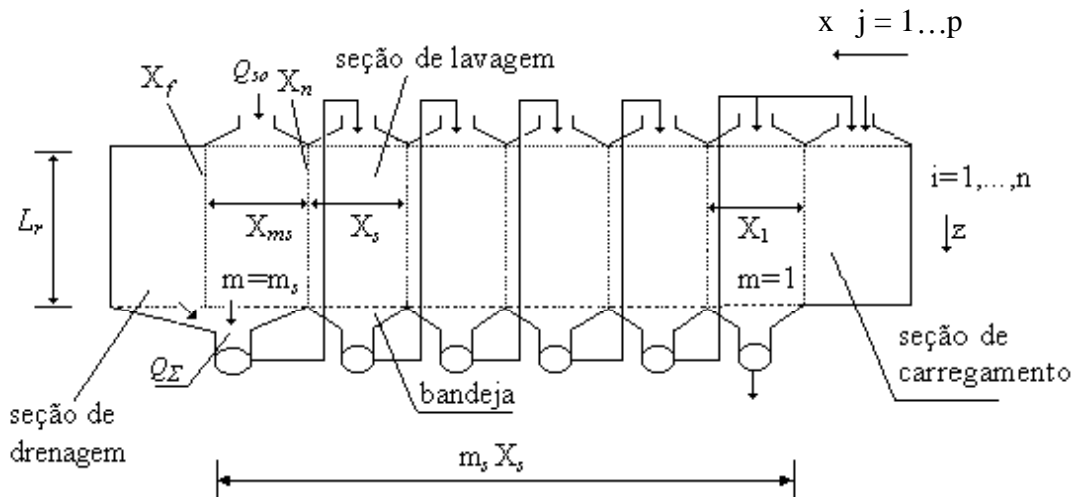 x j = 1…p
seção de lavagem
X_f
Q_so
X_n
i=1,...,n
L_r
X_ms
X_s
X_1
z
m=m_s
m=1
Q_Σ
bandeja
seção de
carregamento
seção de
drenagem
m_s X_s